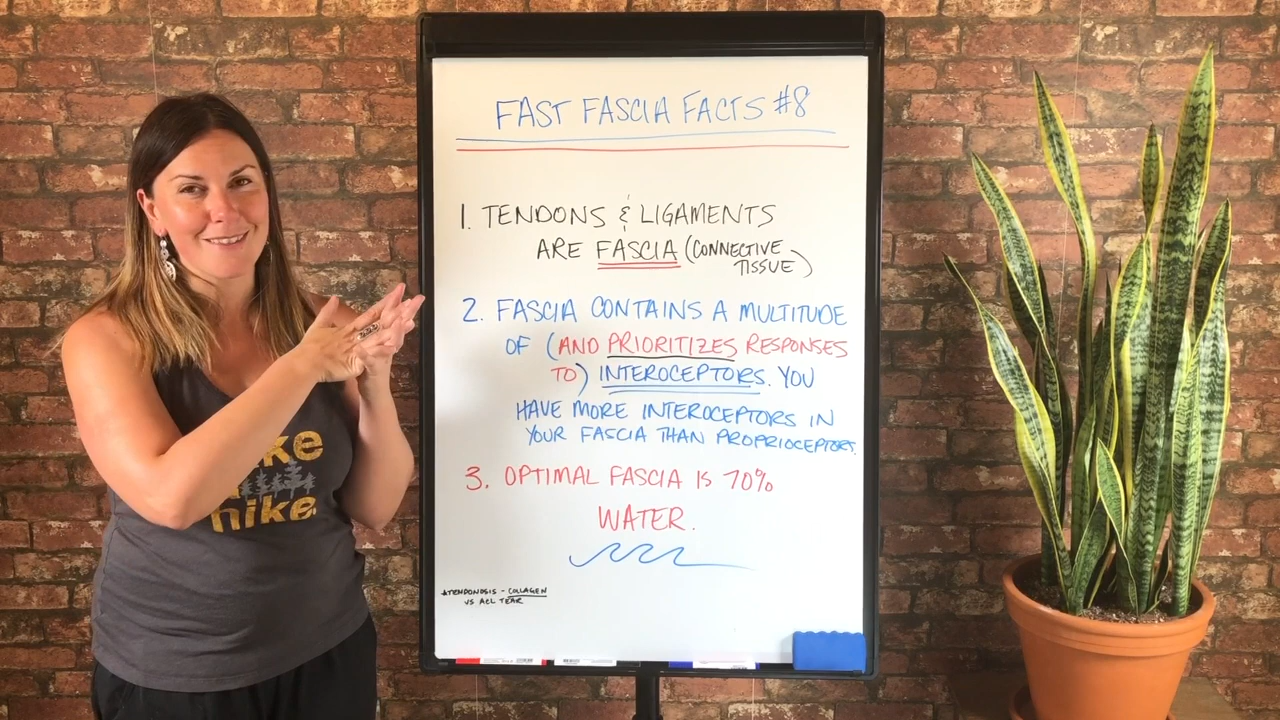 FAST FASCIA FACTS #8
1. TENDONS & LIGAMENTS
ARE FASCIA (CONNECTIVE
TISSUE)
2. FASCIA CONTAINS A MULTITUDE
OF (AND PRIORITIZES RESPONSES
TO) INTEROCEPTORS. YOU
HAVE MORE INTEROCEPTORS IN
YOUR FASCIA THAN PROPRIOCEPTORS.
3. OPTIMAL FASCIA IS 70%
WATER.
*TENDONOSIS - COLLAGEN
VS ACL TEAR
hike